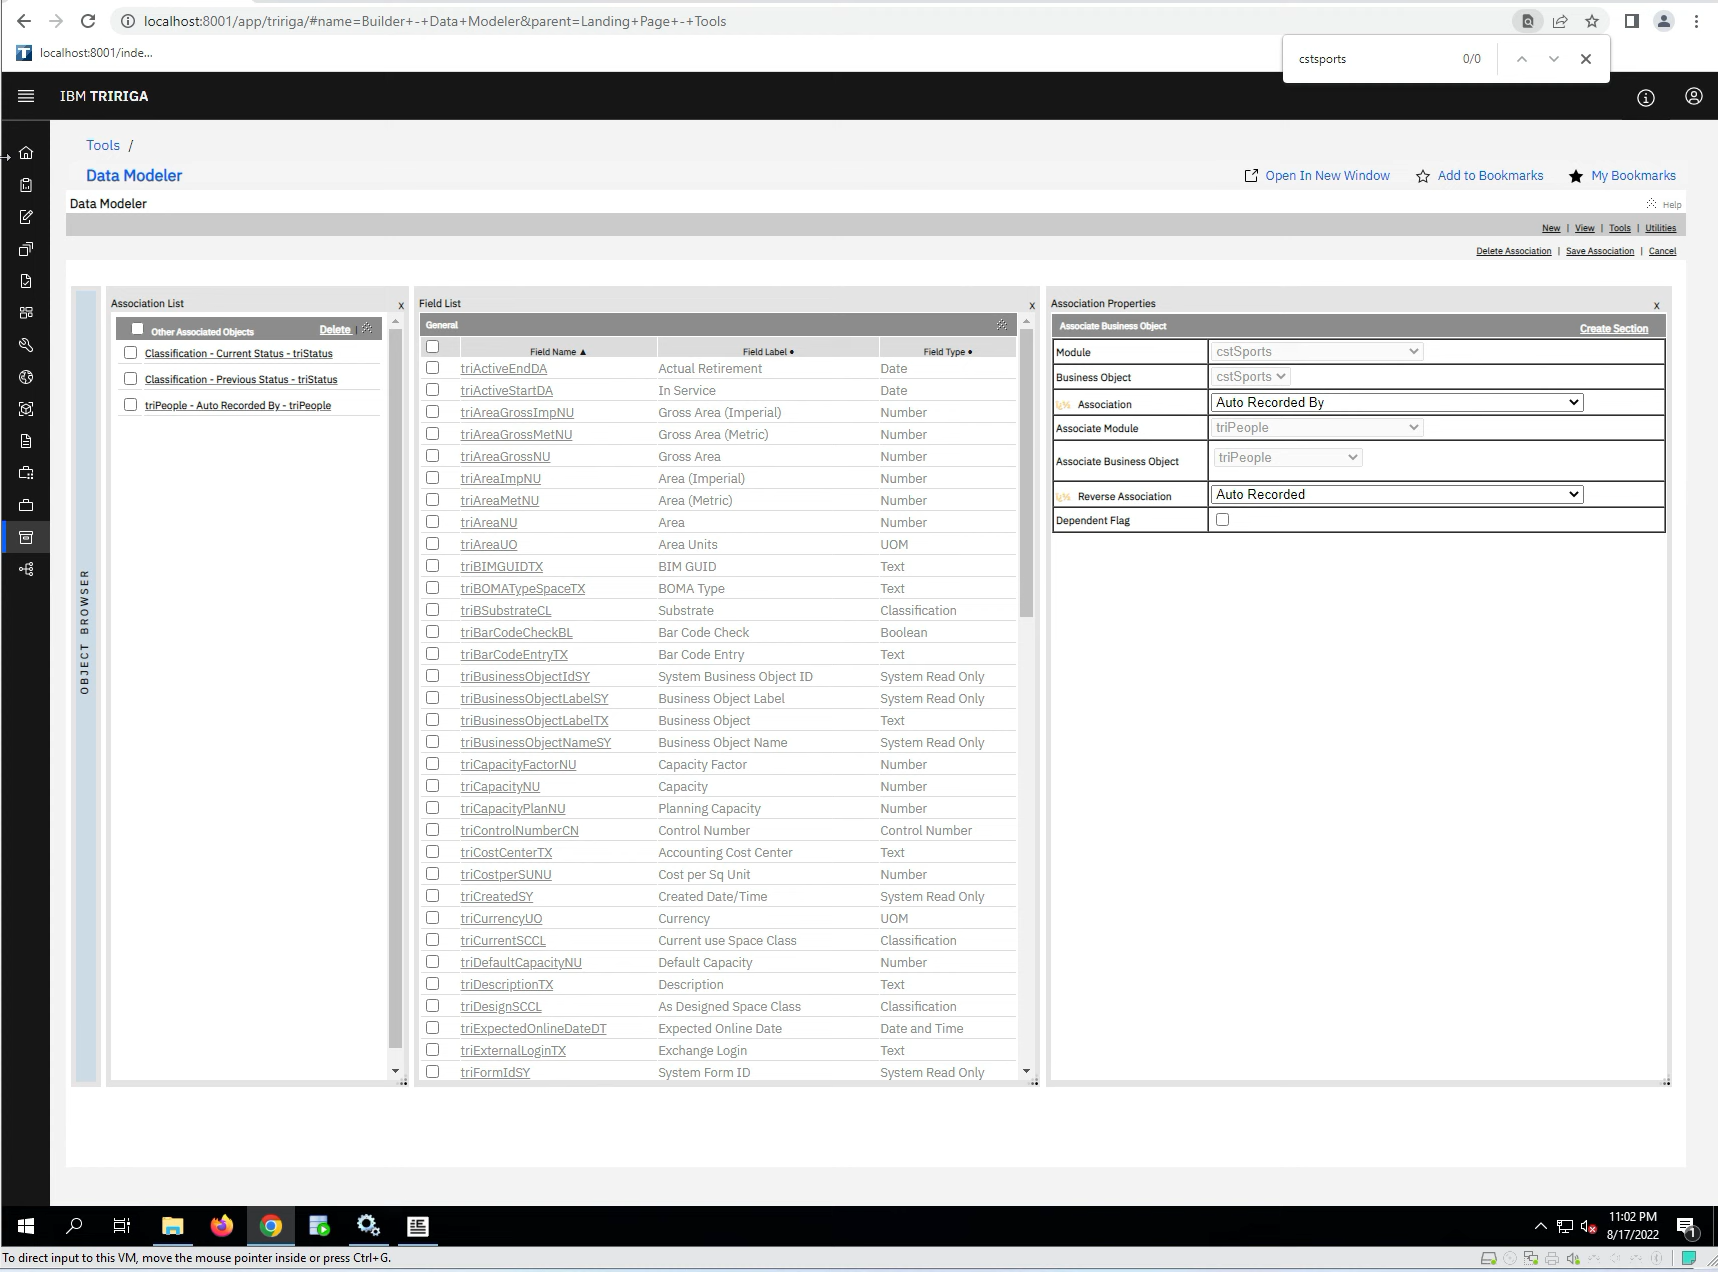 localhost:8001/app/tririga/#name=Builder+-+Data+Modeler&parent=Landing+Page+-+Tools
localhost:8001/inde...
cstsports 0/0
IBM TRIRIGA
Tools /
Data Modeler
Open In New Window Add to Bookmarks My Bookmarks
Data Modeler
Help
New | View | Tools | Utilities
Delete Association | Save Association | Cancel
OBJECT BROWSER
Association List x
Other Associated Objects Delete |
Classification - Current Status - triStatus
Classification - Previous Status - triStatus
triPeople - Auto Recorded By - triPeople
Field List x
General
Field Name ▲ Field Label ● Field Type ●
triActiveEndDA Actual Retirement Date
triActiveStartDA In Service Date
triAreaGrossImpNU Gross Area (Imperial) Number
triAreaGrossMetNU Gross Area (Metric) Number
triAreaGrossNU Gross Area Number
triAreaImpNU Area (Imperial) Number
triAreaMetNU Area (Metric) Number
triAreaNU Area Number
triAreaUO Area Units UOM
triBIMGUIDTX BIM GUID Text
triBOMATypeSpaceTX BOMA Type Text
triBSubstrateCL Substrate Classification
triBarCodeCheckBL Bar Code Check Boolean
triBarCodeEntryTX Bar Code Entry Text
triBusinessObjectIdSY System Business Object ID System Read Only
triBusinessObjectLabelSY Business Object Label System Read Only
triBusinessObjectLabelTX Business Object Text
triBusinessObjectNameSY Business Object Name System Read Only
triCapacityFactorNU Capacity Factor Number
triCapacityNU Capacity Number
triCapacityPlanNU Planning Capacity Number
triControlNumberCN Control Number Control Number
triCostCenterTX Accounting Cost Center Text
triCostperSUNU Cost per Sq Unit Number
triCreatedSY Created Date/Time System Read Only
triCurrencyUO Currency UOM
triCurrentSCCL Current use Space Class Classification
triDefaultCapacityNU Default Capacity Number
triDescriptionTX Description Text
triDesignSCCL As Designed Space Class Classification
triExpectedOnlineDateDT Expected Online Date Date and Time
triExternalLoginTX Exchange Login Text
triFormIdSY System Form ID System Read Only
Association Properties x
Associate Business Object Create Section
Module cstSports
Business Object cstSports
Association Auto Recorded By
Associate Module triPeople
Associate Business Object triPeople
Reverse Association Auto Recorded
Dependent Flag
11:02 PM
8/17/2022
1
To direct input to this VM, move the mouse pointer inside or press Ctrl+G.